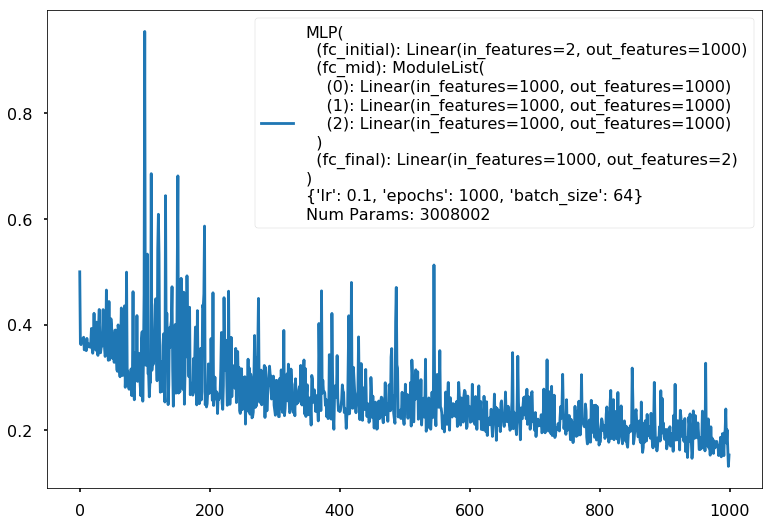 MLP(
  (fc_initial): Linear(in_features=2, out_features=1000)
  (fc_mid): ModuleList(
    (0): Linear(in_features=1000, out_features=1000)
    (1): Linear(in_features=1000, out_features=1000)
    (2): Linear(in_features=1000, out_features=1000)
  )
  (fc_final): Linear(in_features=1000, out_features=2)
)
{'lr': 0.1, 'epochs': 1000, 'batch_size': 64}
Num Params: 3008002
0.8
0.6
0.4
0.2
0 200 400 600 800 1000